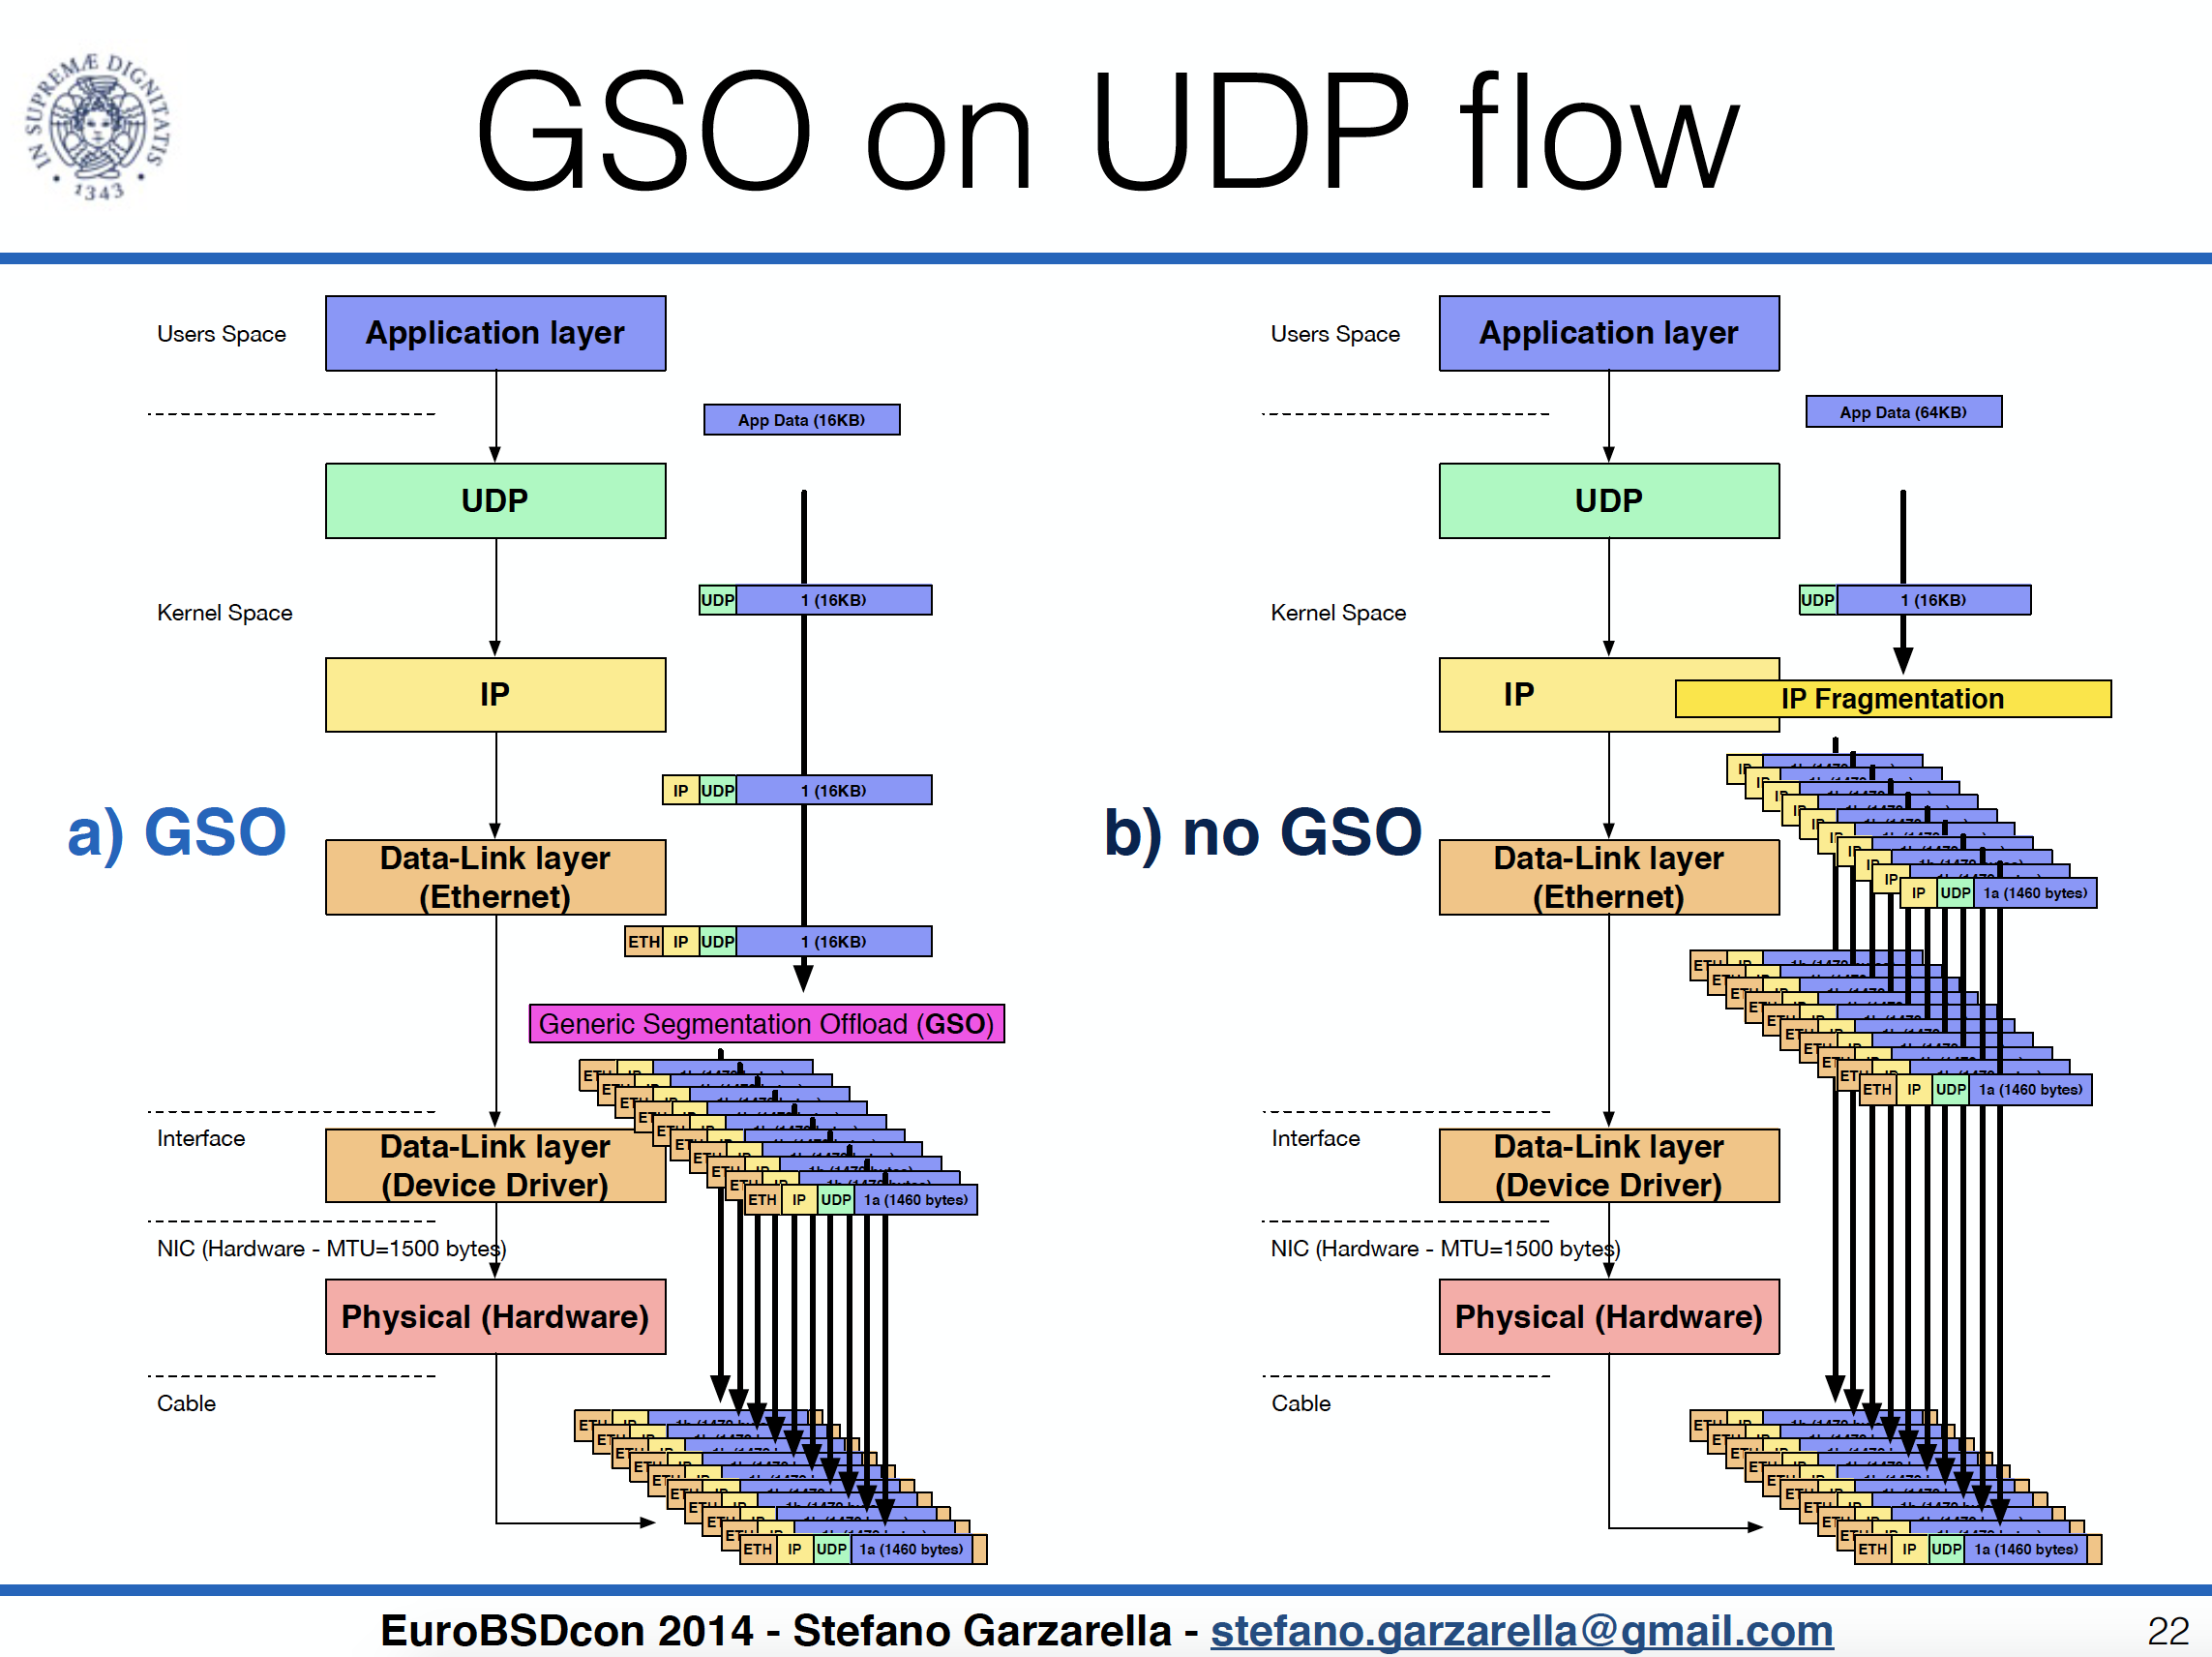 IN SUPREMÆ DIGNITATIS
· 1343 ·
GSO on UDP flow
a) GSO
Users Space
Application layer
App Data (16KB)
UDP
UDP 1 (16KB)
Kernel Space
IP
IP UDP 1 (16KB)
Data-Link layer
(Ethernet)
ETH IP UDP 1 (16KB)
Generic Segmentation Offload (GSO)
Interface
Data-Link layer
(Device Driver)
ETH IP UDP 1a (1460 bytes)
NIC (Hardware - MTU=1500 bytes)
Physical (Hardware)
Cable
ETH IP UDP 1a (1460 bytes)
b) no GSO
Users Space
Application layer
App Data (64KB)
UDP
UDP 1 (16KB)
Kernel Space
IP
IP Fragmentation
IP UDP 1a (1460 bytes)
Data-Link layer
(Ethernet)
ETH IP UDP 1a (1460 bytes)
Interface
Data-Link layer
(Device Driver)
NIC (Hardware - MTU=1500 bytes)
Physical (Hardware)
Cable
ETH IP UDP 1a (1460 bytes)
EuroBSDcon 2014 - Stefano Garzarella - stefano.garzarella@gmail.com
22